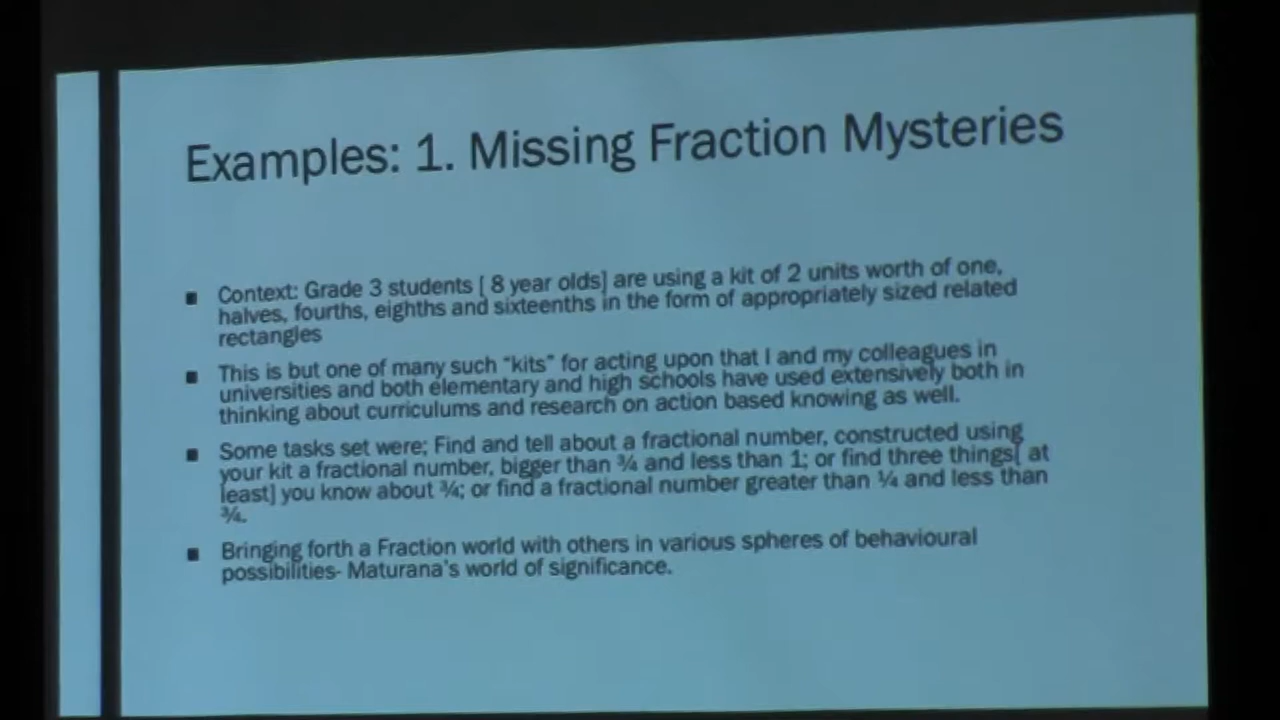 Examples: 1. Missing Fraction Mysteries
▪ Context: Grade 3 students [ 8 year olds] are using a kit of 2 units worth of one,
halves, fourths, eighths and sixteenths in the form of appropriately sized related
rectangles
▪ This is but one of many such “kits” for acting upon that I and my colleagues in
universities and both elementary and high schools have used extensively both in
thinking about curriculums and research on action based knowing as well.
▪ Some tasks set were; Find and tell about a fractional number, constructed using
your kit a fractional number, bigger than ¾ and less than 1; or find three things[ at
least] you know about ¾; or find a fractional number greater than ¼ and less than
¾.
▪ Bringing forth a Fraction world with others in various spheres of behavioural
possibilities- Maturana’s world of significance.